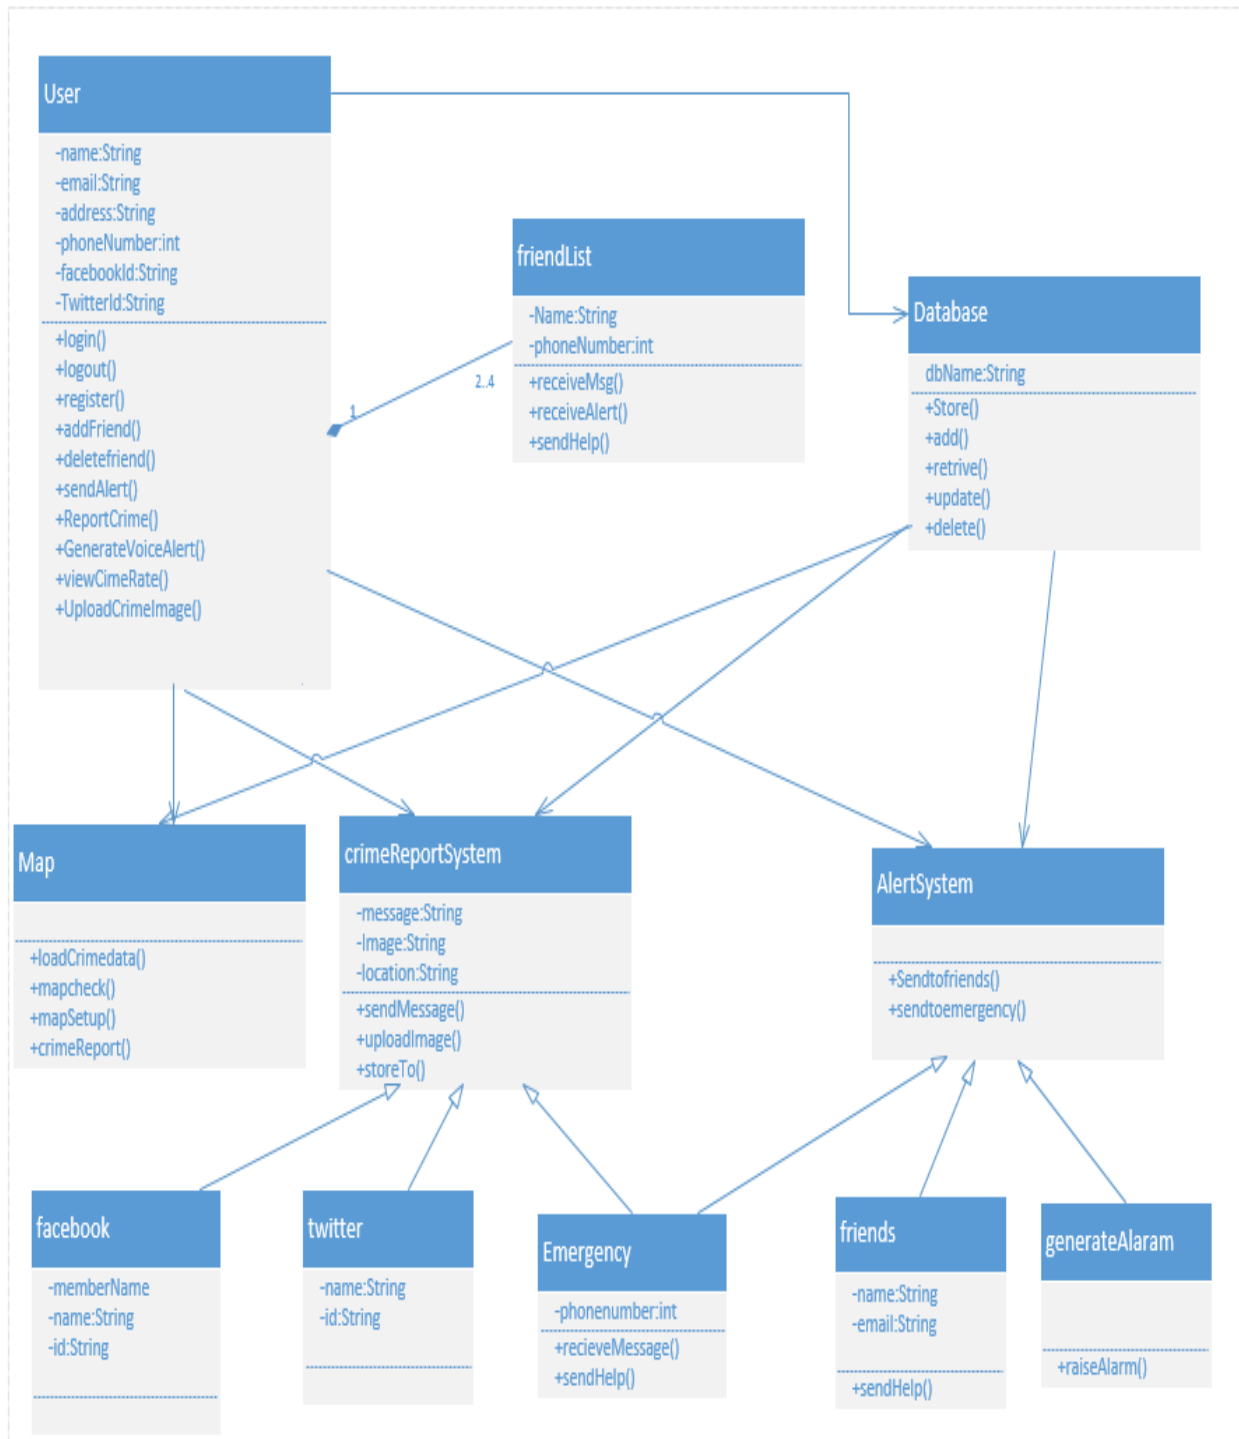 User
-name:String
-email:String
-address:String
-phoneNumber:int
-facebookId:String
-TwitterId:String
+login()
+logout()
+register()
+addFriend()
+deletefriend()
+sendAlert()
+ReportCrime()
+GenerateVoiceAlert()
+viewCimeRate()
+UploadCrimeImage()
1
2..4
friendList
-Name:String
-phoneNumber:int
+receiveMsg()
+receiveAlert()
+sendHelp()
Database
dbName:String
+Store()
+add()
+retrive()
+update()
+delete()
Map
+loadCrimedata()
+mapcheck()
+mapSetup()
+crimeReport()
crimeReportSystem
-message:String
-Image:String
-location:String
+sendMessage()
+uploadImage()
+storeTo()
AlertSystem
+Sendtofriends()
+sendtoemergency()
facebook
-memberName
-name:String
-id:String
twitter
-name:String
-id:String
Emergency
-phonenumber:int
+recieveMessage()
+sendHelp()
friends
-name:String
-email:String
+sendHelp()
generateAlaram
+raiseAlarm()